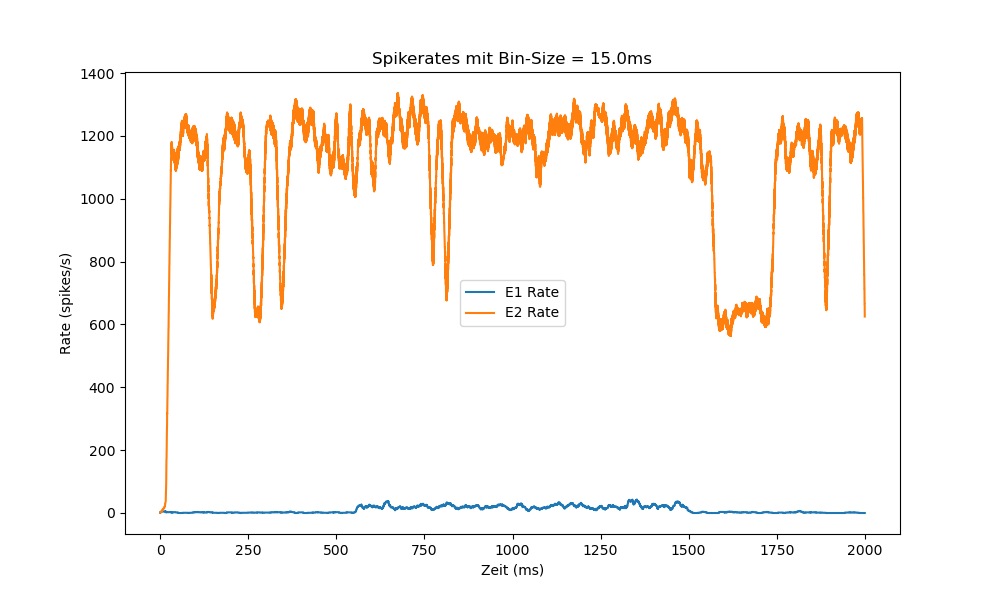 Spikerates mit Bin-Size = 15.0ms
1400
1200
1000
800
600
400
200
0
Rate (spikes/s)
E1 Rate
E2 Rate
0 250 500 750 1000 1250 1500 1750 2000
Zeit (ms)